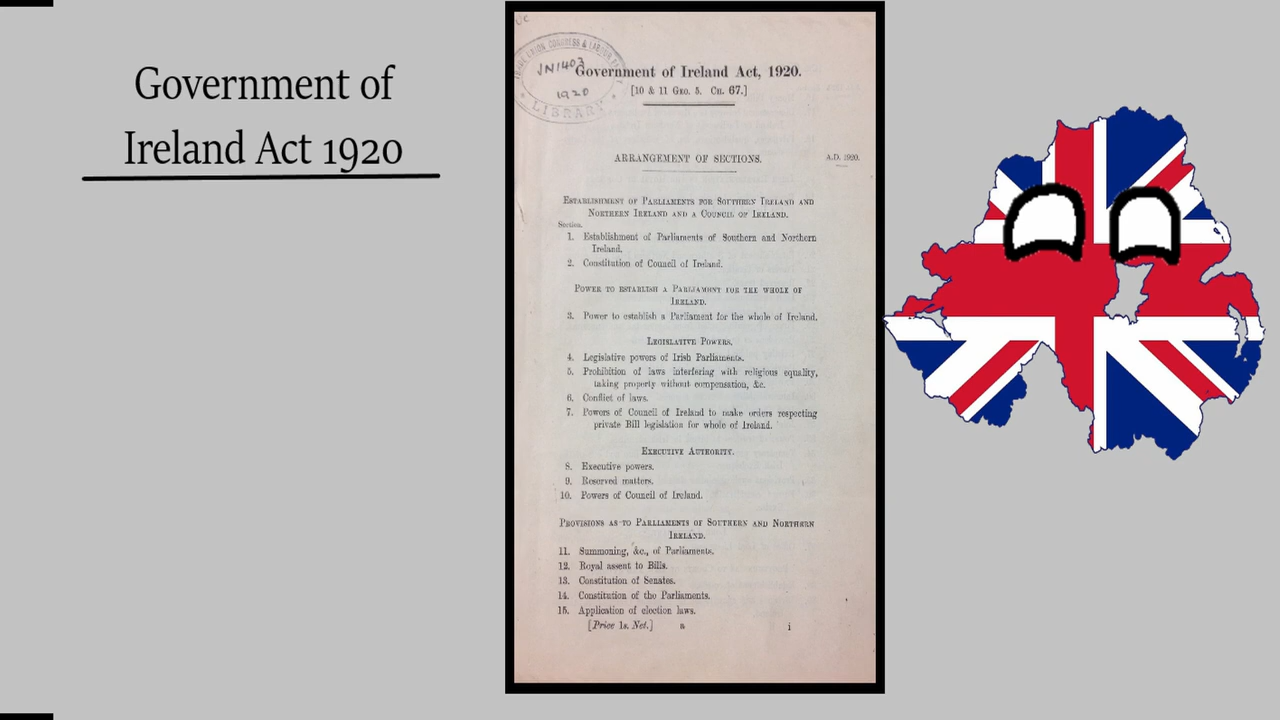 Government of
Ireland Act 1920
JN1403
1920
LIBRARY
Government of Ireland Act, 1920.
[10 & 11 GEO. 5. CH. 67.]
ARRANGEMENT OF SECTIONS.
A.D. 1920.
ESTABLISHMENT OF PARLIAMENTS FOR SOUTHERN IRELAND AND
NORTHERN IRELAND AND A COUNCIL OF IRELAND.
Section.
1. Establishment of Parliaments of Southern and Northern
Ireland.
2. Constitution of Council of Ireland.
POWER TO ESTABLISH A PARLIAMENT FOR THE WHOLE OF
IRELAND.
3. Power to establish a Parliament for the whole of Ireland.
LEGISLATIVE POWERS.
4. Legislative powers of Irish Parliaments.
5. Prohibition of laws interfering with religious equality,
taking property without compensation, &c.
6. Conflict of laws.
7. Powers of Council of Ireland to make orders respecting
private Bill legislation for whole of Ireland.
EXECUTIVE AUTHORITY.
8. Executive powers.
9. Reserved matters.
10. Powers of Council of Ireland.
PROVISIONS AS TO PARLIAMENTS OF SOUTHERN AND NORTHERN
IRELAND.
11. Summoning, &c., of Parliaments.
12. Royal assent to Bills.
13. Constitution of Senates.
14. Constitution of the Parliaments.
15. Application of election laws.
[Price 1s. Net.] a i